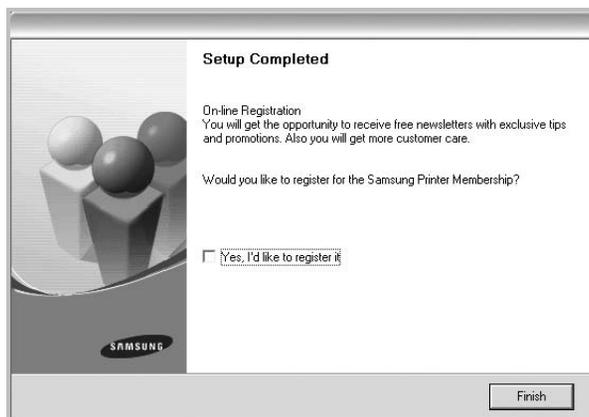 Setup Completed
On-line Registration
You will get the opportunity to receive free newsletters with exclusive tips
and promotions. Also you will get more customer care.
Would you like to register for the Samsung Printer Membership?
Yes, I'd like to register it
SAMSUNG
Finish